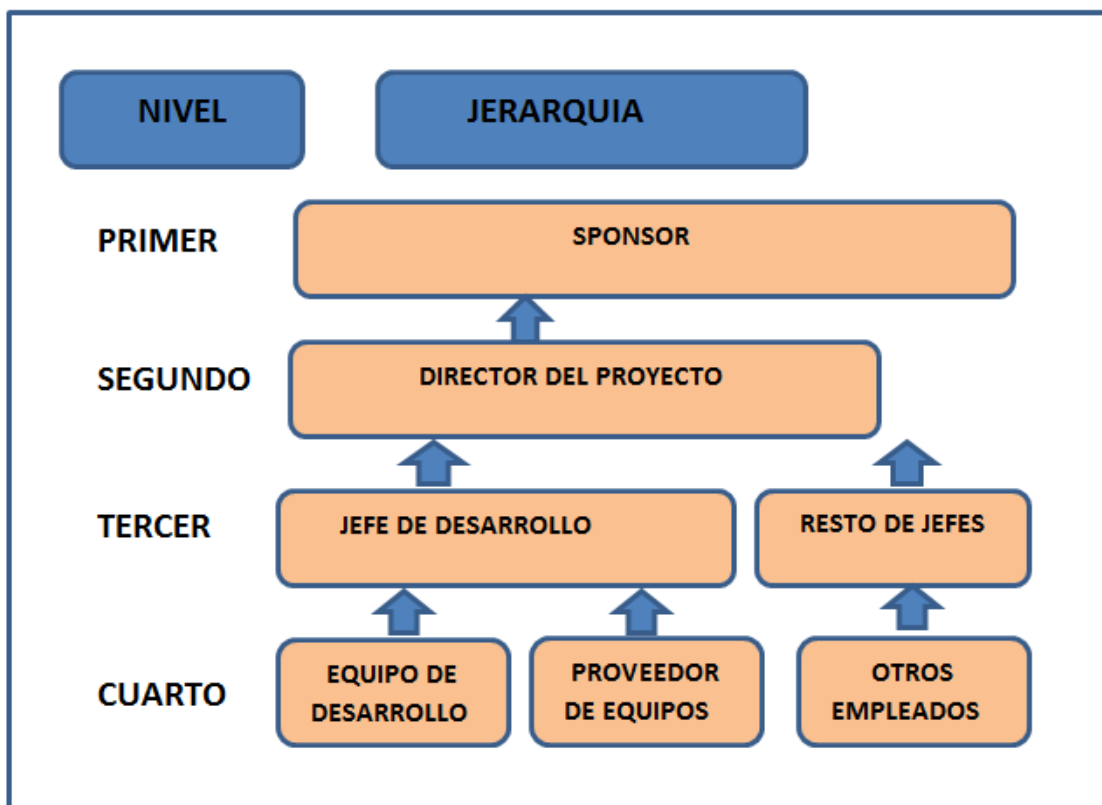 NIVEL
JERARQUIA
PRIMER
SPONSOR
SEGUNDO
DIRECTOR DEL PROYECTO
TERCER
JEFE DE DESARROLLO
RESTO DE JEFES
CUARTO
EQUIPO DE
DESARROLLO
PROVEEDOR
DE EQUIPOS
OTROS
EMPLEADOS